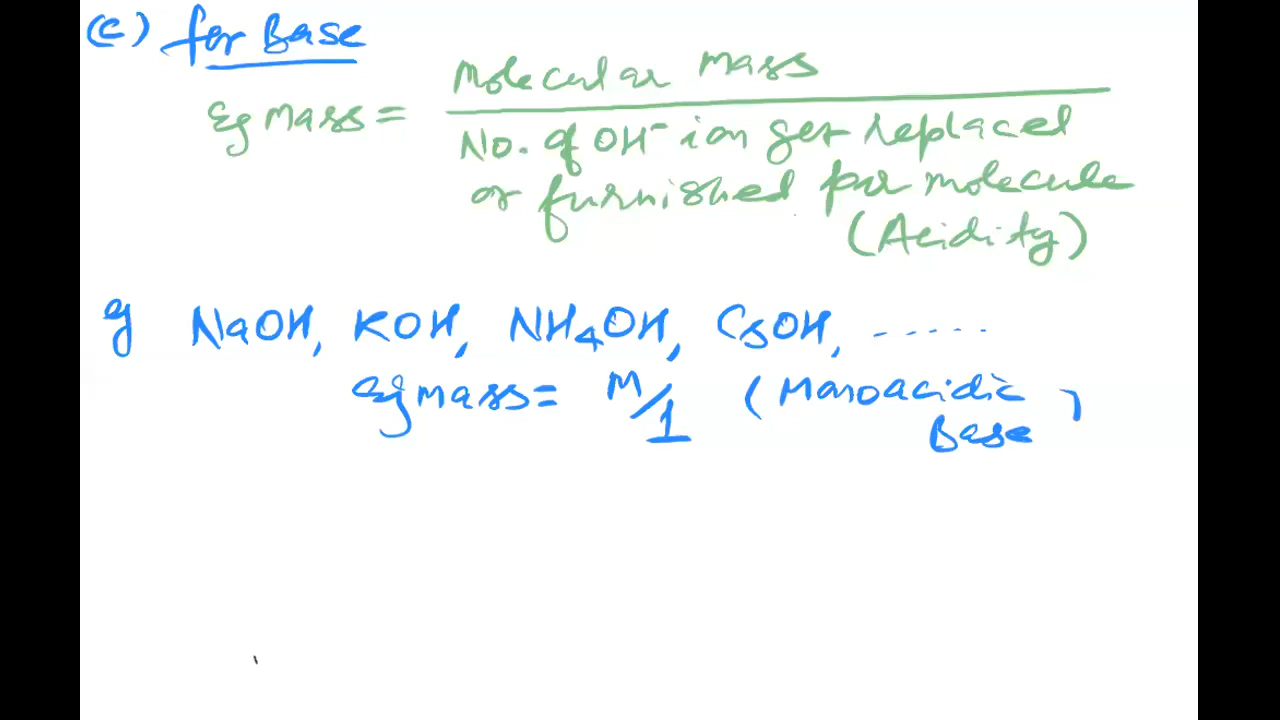 (C) for Base
Eq Mass = Molecular Mass
No. of OH⁻ ion get replaced
or furnished per molecule
(Acidity)
eg NaOH, KOH, NH4OH, CsOH, ......
eq mass = M/1 (Monoacidic
Base)